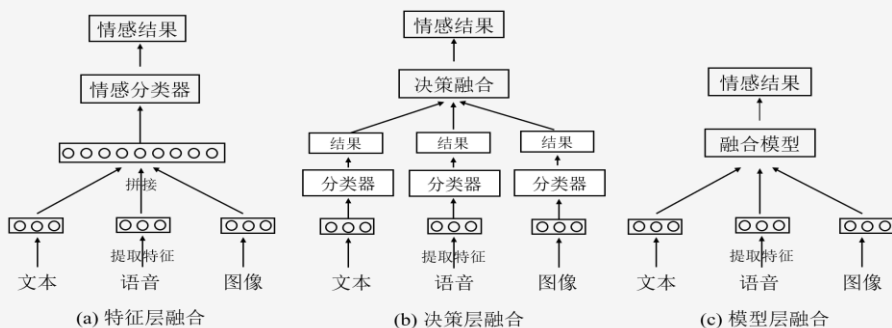 情感结果
情感分类器
拼接
提取特征
文本 语音 图像
(a) 特征层融合
情感结果
决策融合
结果 结果 结果
分类器 分类器 分类器
提取特征
文本 语音 图像
(b) 决策层融合
情感结果
融合模型
提取特征
文本 语音 图像
(c) 模型层融合